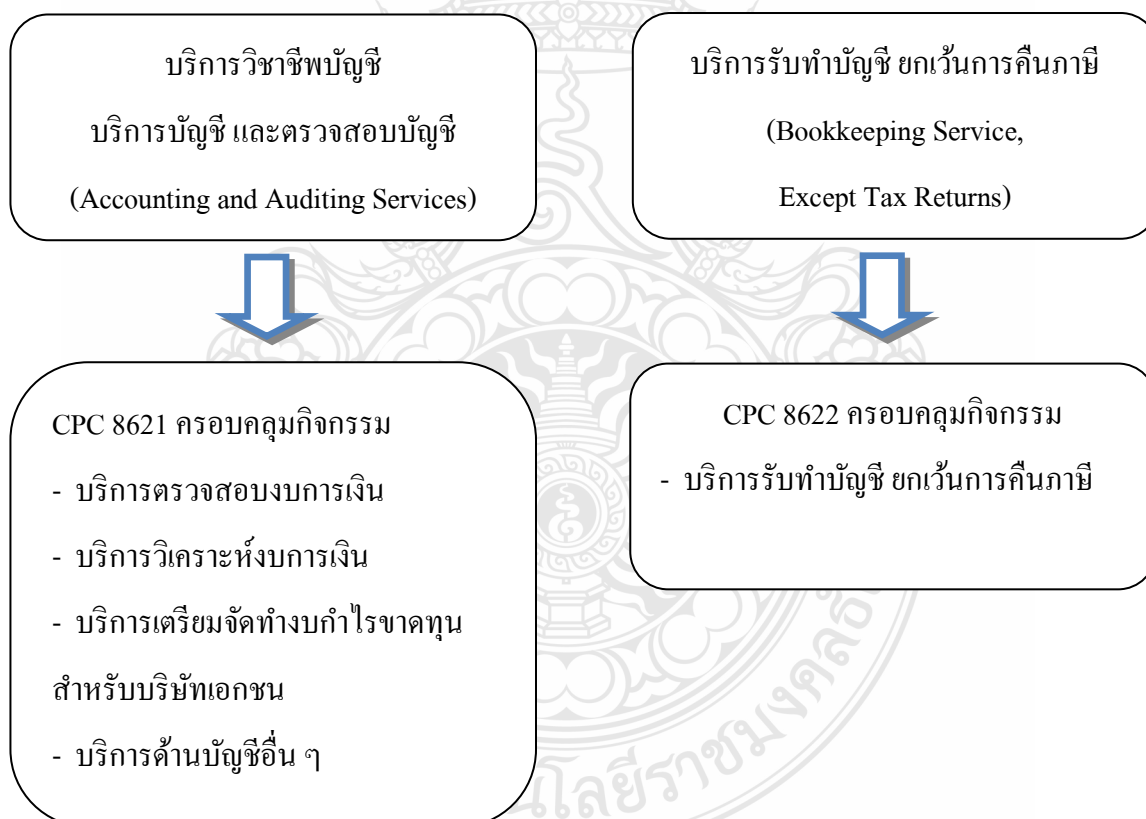 บริการวิชาชีพบัญชี
บริการบัญชี และตรวจสอบบัญชี
(Accounting and Auditing Services)
บริการรับทำบัญชี ยกเว้นการคืนภาษี
(Bookkeeping Service,
Except Tax Returns)
CPC 8621 ครอบคลุมกิจกรรม
- บริการตรวจสอบงบการเงิน
- บริการวิเคราะห์งบการเงิน
- บริการเตรียมจัดทำงบกำไรขาดทุน
สำหรับบริษัทเอกชน
- บริการด้านบัญชีอื่น ๆ
CPC 8622 ครอบคลุมกิจกรรม
- บริการรับทำบัญชี ยกเว้นการคืนภาษี